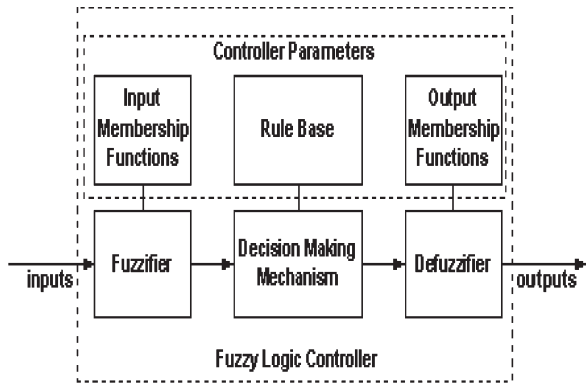 Controller Parameters
Input
Membership
Functions
Rule Base
Output
Membership
Functions
inputs
Fuzzifier
Decision Making
Mechanism
Defuzzifier
outputs
Fuzzy Logic Controller